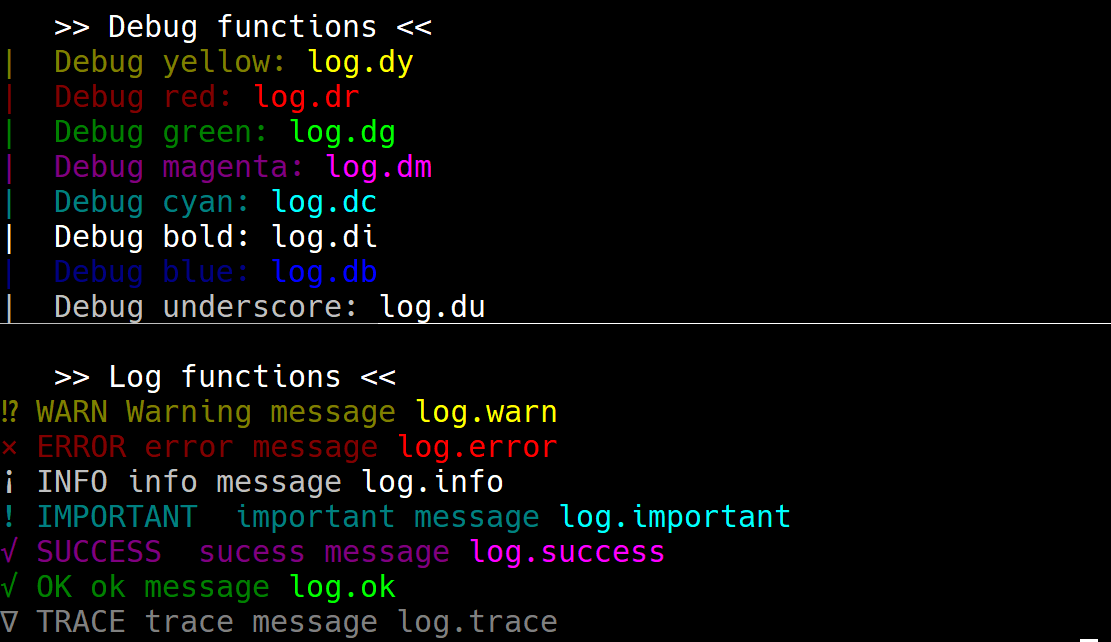 >> Debug functions <<
|  Debug yellow: log.dy
|  Debug red: log.dr
|  Debug green: log.dg
|  Debug magenta: log.dm
|  Debug cyan: log.dc
|  Debug bold: log.di
|  Debug blue: log.db
|  Debug underscore: log.du
>> Log functions <<
⁉ WARN Warning message log.warn
× ERROR error message log.error
¡ INFO info message log.info
! IMPORTANT  important message log.important
√ SUCCESS  sucess message log.success
√ OK ok message log.ok
∇ TRACE trace message log.trace